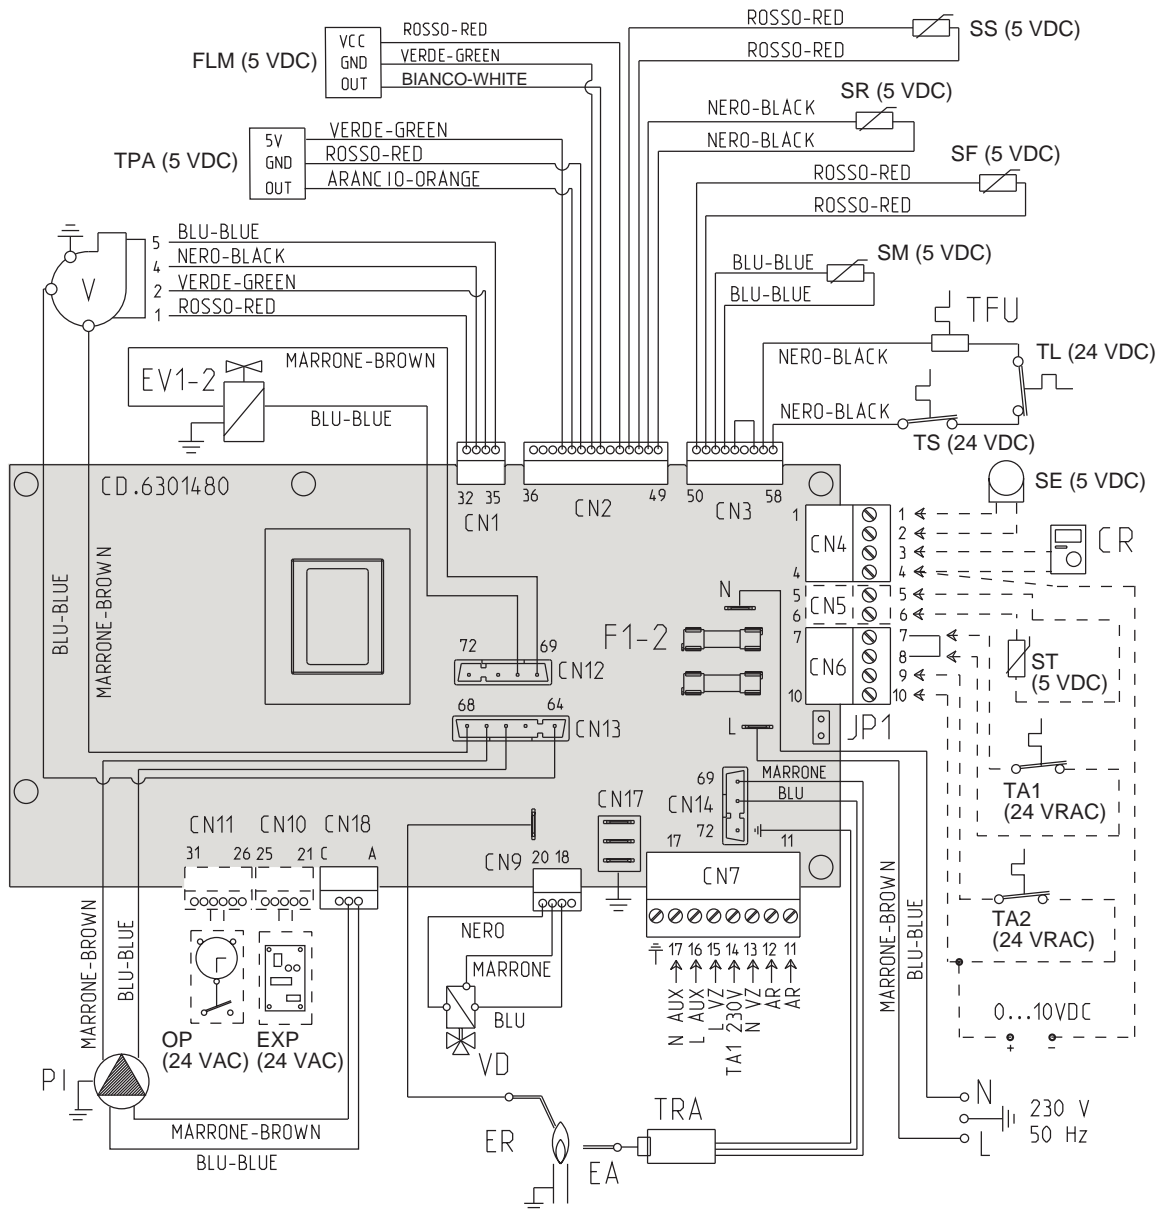 ROSSO-RED
SS (5 VDC)
ROSSO-RED
FLM (5 VDC)
VCC
GND
OUT
ROSSO-RED
VERDE-GREEN
BIANCO-WHITE
SR (5 VDC)
NERO-BLACK
NERO-BLACK
TPA (5 VDC)
5V
GND
OUT
VERDE-GREEN
ROSSO-RED
ARANCIO-ORANGE
SF (5 VDC)
ROSSO-RED
ROSSO-RED
V
5
4
2
1
BLU-BLUE
NERO-BLACK
VERDE-GREEN
ROSSO-RED
SM (5 VDC)
BLU-BLUE
BLU-BLUE
TFU
NERO-BLACK
TL (24 VDC)
NERO-BLACK
TS (24 VDC)
EV1-2
MARRONE-BROWN
BLU-BLUE
CD.6301480
32 35
CN1
36 49
CN2
50 58
CN3
SE (5 VDC)
CR
1
4
CN4
1
2
3
4
5
6
CN5
5
6
7
10
CN6
7
8
9
10
ST
(5 VDC)
JP1
BLU-BLUE
MARRONE-BROWN
N
F1-2
L
72 69
CN12
68 64
CN13
TA1
(24 VRAC)
TA2
(24 VRAC)
0...10VDC
+ -
69
CN14
72
MARRONE
BLU
CN17
17 11
CN7
CN11
31 26
CN10
25 21
CN18
C A
CN9
20 18
NERO
MARRONE
BLU
VD
17 16 15 14 13 12 11
N AUX
L AUX
L VZ
TA1 230V
N VZ
AR
AR
MARRONE-BROWN
BLU-BLUE
MARRONE-BROWN
BLU-BLUE
OP
(24 VAC)
EXP
(24 VAC)
PI
MARRONE-BROWN
BLU-BLUE
ER
EA
TRA
N
L
230 V
50 Hz